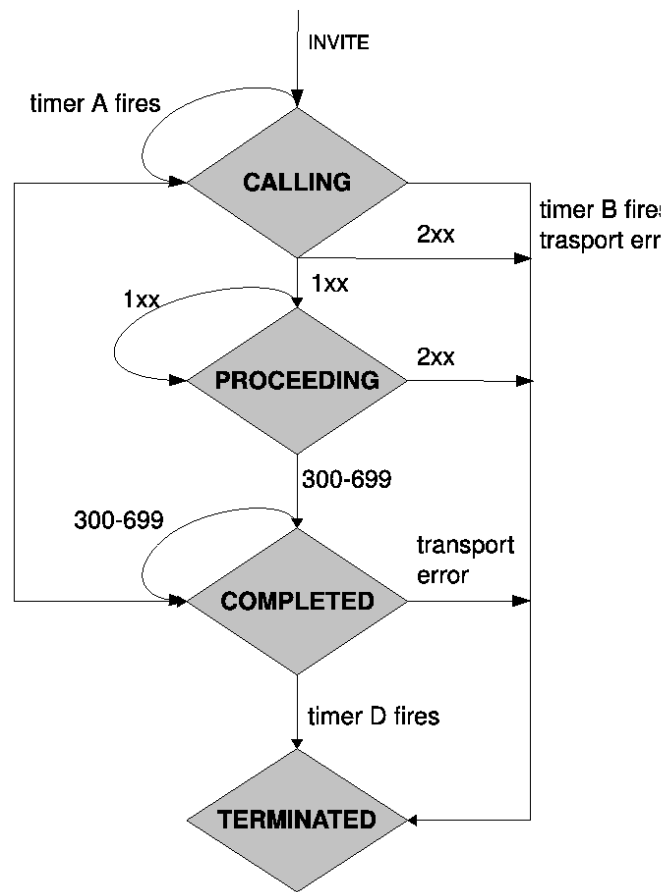 INVITE
timer A fires
CALLING
timer B fires
trasport err
2xx
1xx
1xx
PROCEEDING
2xx
300-699
300-699
transport
error
COMPLETED
timer D fires
TERMINATED